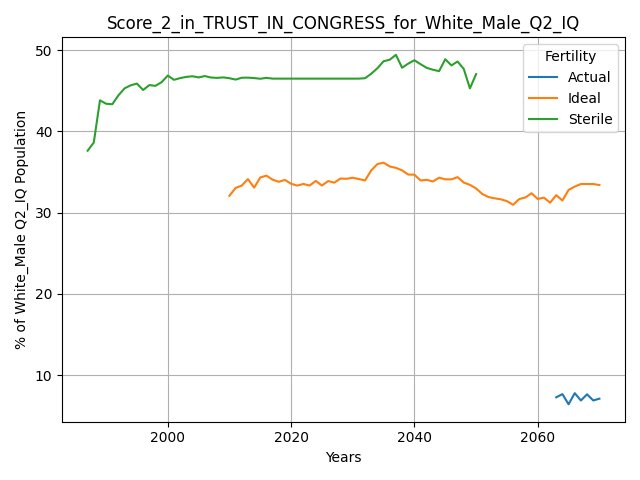 Score_2_in_TRUST_IN_CONGRESS_for_White_Male_Q2_IQ
% of White_Male Q2_IQ Population
50
40
30
20
10
Fertility
Actual
Ideal
Sterile
2000
2020
2040
2060
Years